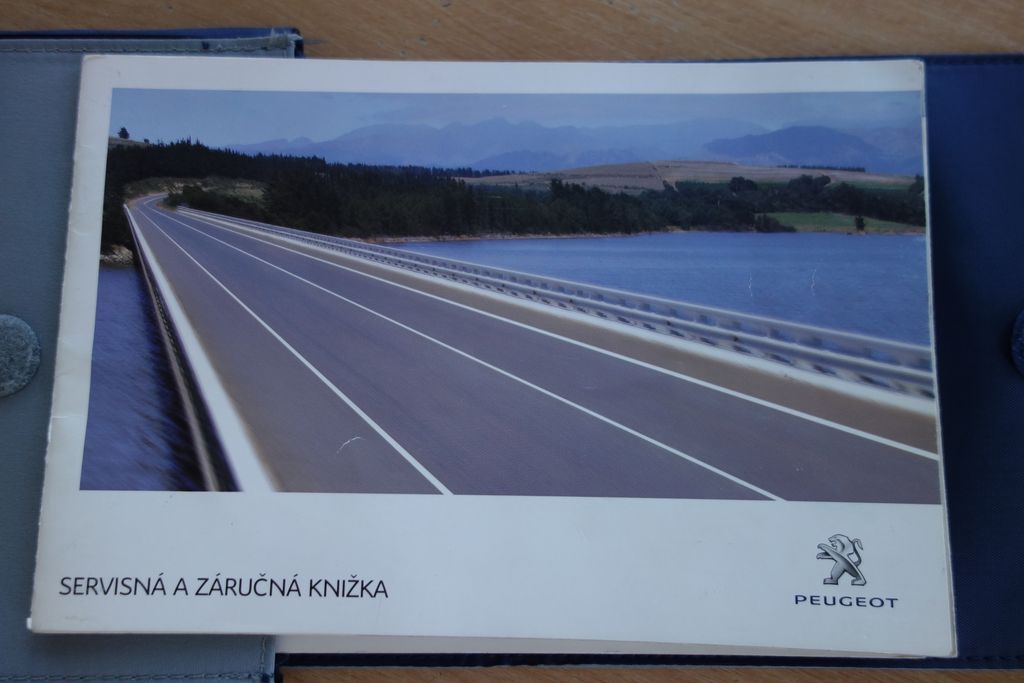 SERVISNÁ A ZÁRUČNÁ KNIŽKA
PEUGEOT